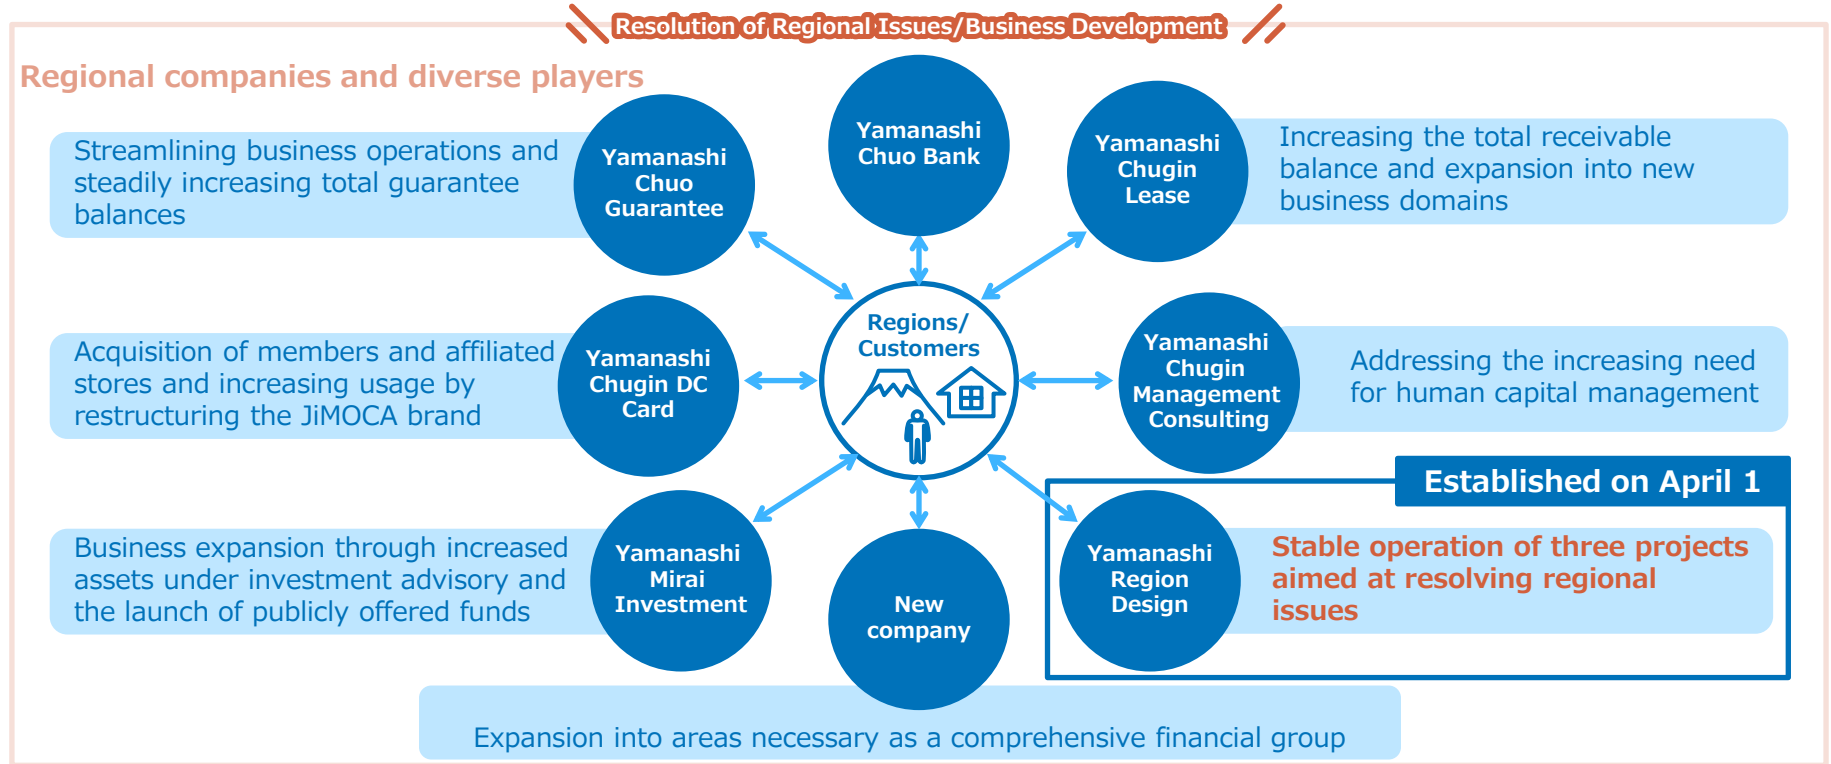 Resolution of Regional Issues/Business Development
Regional companies and diverse players
Streamlining business operations and
steadily increasing total guarantee
balances
Yamanashi
Chuo
Guarantee
Yamanashi
Chuo Bank
Yamanashi
Chugin
Lease
Increasing the total receivable
balance and expansion into new
business domains
Acquisition of members and affiliated
stores and increasing usage by
restructuring the JiMOCA brand
Yamanashi
Chugin DC
Card
Regions/
Customers
Yamanashi
Chugin
Management
Consulting
Addressing the increasing need
for human capital management
Established on April 1
Business expansion through increased
assets under investment advisory and
the launch of publicly offered funds
Yamanashi
Mirai
Investment
New
company
Yamanashi
Region
Design
Stable operation of three projects
aimed at resolving regional
issues
Expansion into areas necessary as a comprehensive financial group